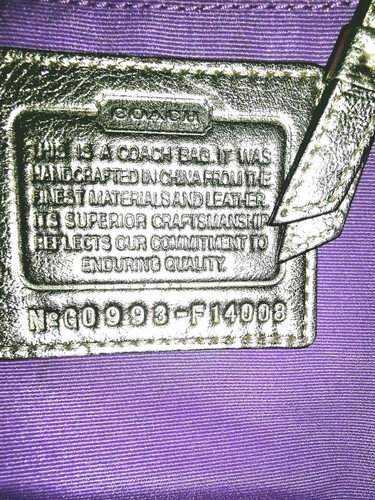 COACH
THIS IS A COACH BAG. IT WAS
HANDCRAFTED IN CHINA FROM THE
FINEST MATERIALS AND LEATHER.
ITS SUPERIOR CRAFTSMANSHIP
REFLECTS OUR COMMITMENT TO
ENDURING QUALITY.
Nº G0993-F14008